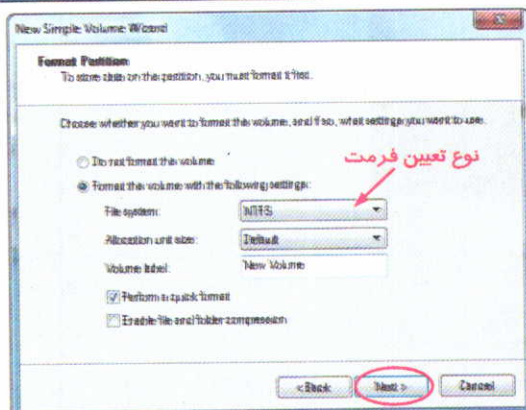 New Simple Volume Wizard
Format Partition
To store data on this partition, you must format it first.
Choose whether you want to format this volume, and if so, what settings you want to use.
Do not format this volume
نوع تعیین فرمت
Format this volume with the following settings:
File system: NTFS
Allocation unit size: Default
Volume label: New Volume
Perform a quick format
Enable file and folder compression
< Back Next > Cancel